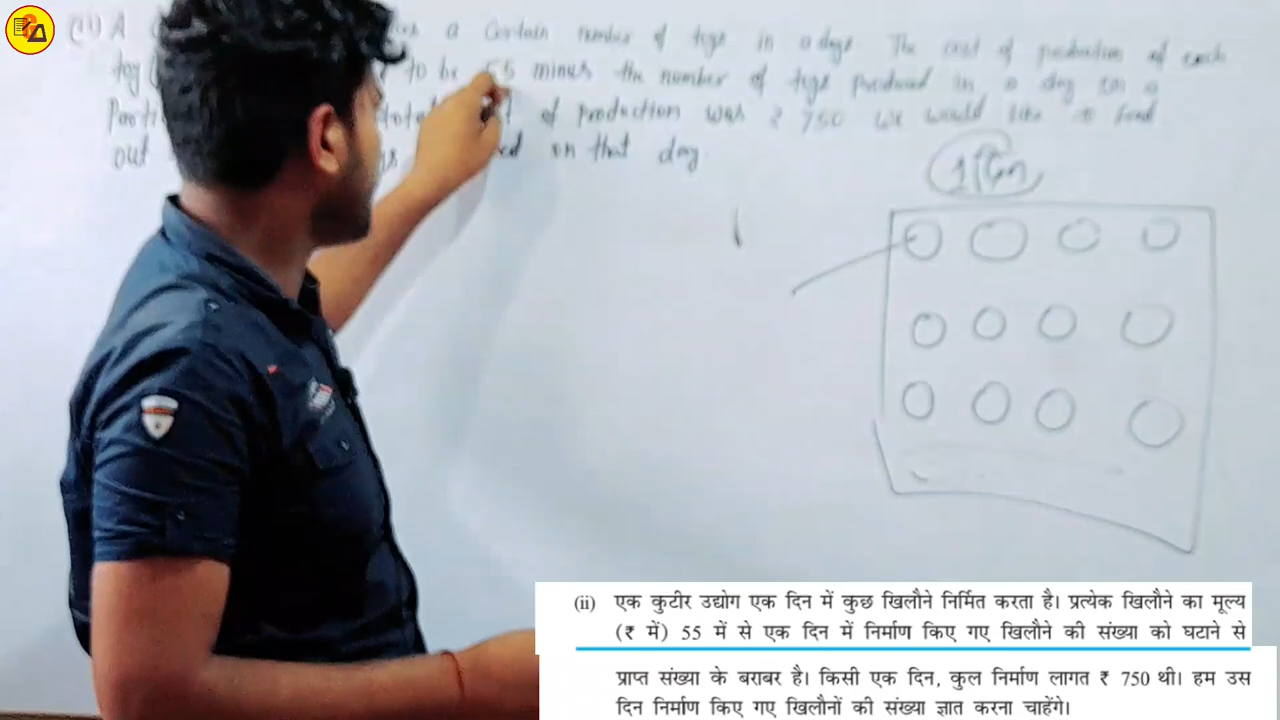 (ii) A a certain number of toys in a day. The cost of production of each
toy to be 55 minus the number of toys produced in a day on a
total of production was ₹ 750 we would like to find
out on that day
1 दिन
(ii) एक कुटीर उद्योग एक दिन में कुछ खिलौने निर्मित करता है। प्रत्येक खिलौने का मूल्य
(₹ में) 55 में से एक दिन में निर्माण किए गए खिलौने की संख्या को घटाने से
प्राप्त संख्या के बराबर है। किसी एक दिन, कुल निर्माण लागत ₹ 750 थी। हम उस
दिन निर्माण किए गए खिलौनों की संख्या ज्ञात करना चाहेंगे।